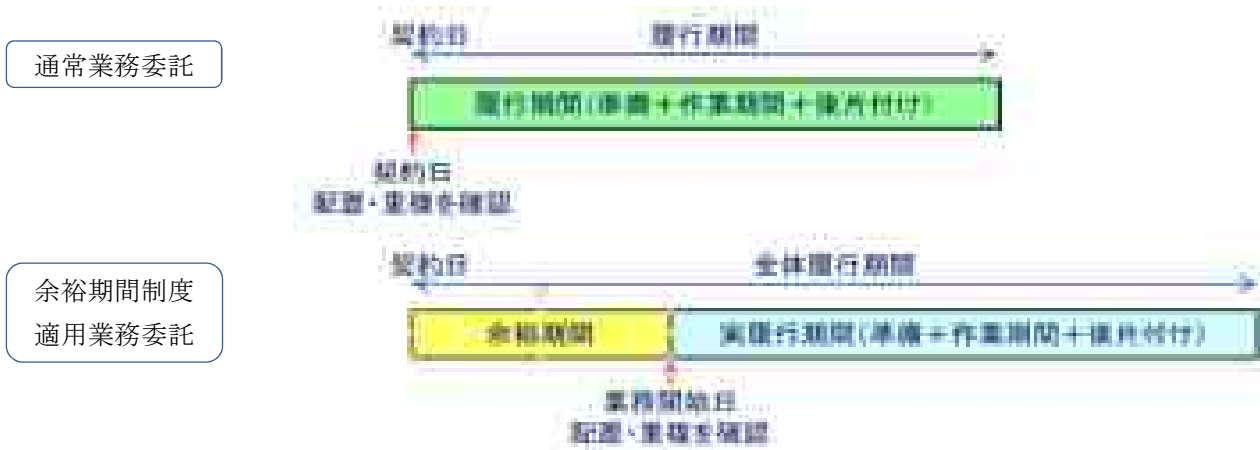 通常業務委託
契約日 履行期間
履行期間(準備+作業期間+後片付け)
契約日
配置・重複を確認
余裕期間制度
適用業務委託
契約日 全体履行期間
余裕期間 実履行期間(準備+作業期間+後片付け)
業務開始日
配置・重複を確認